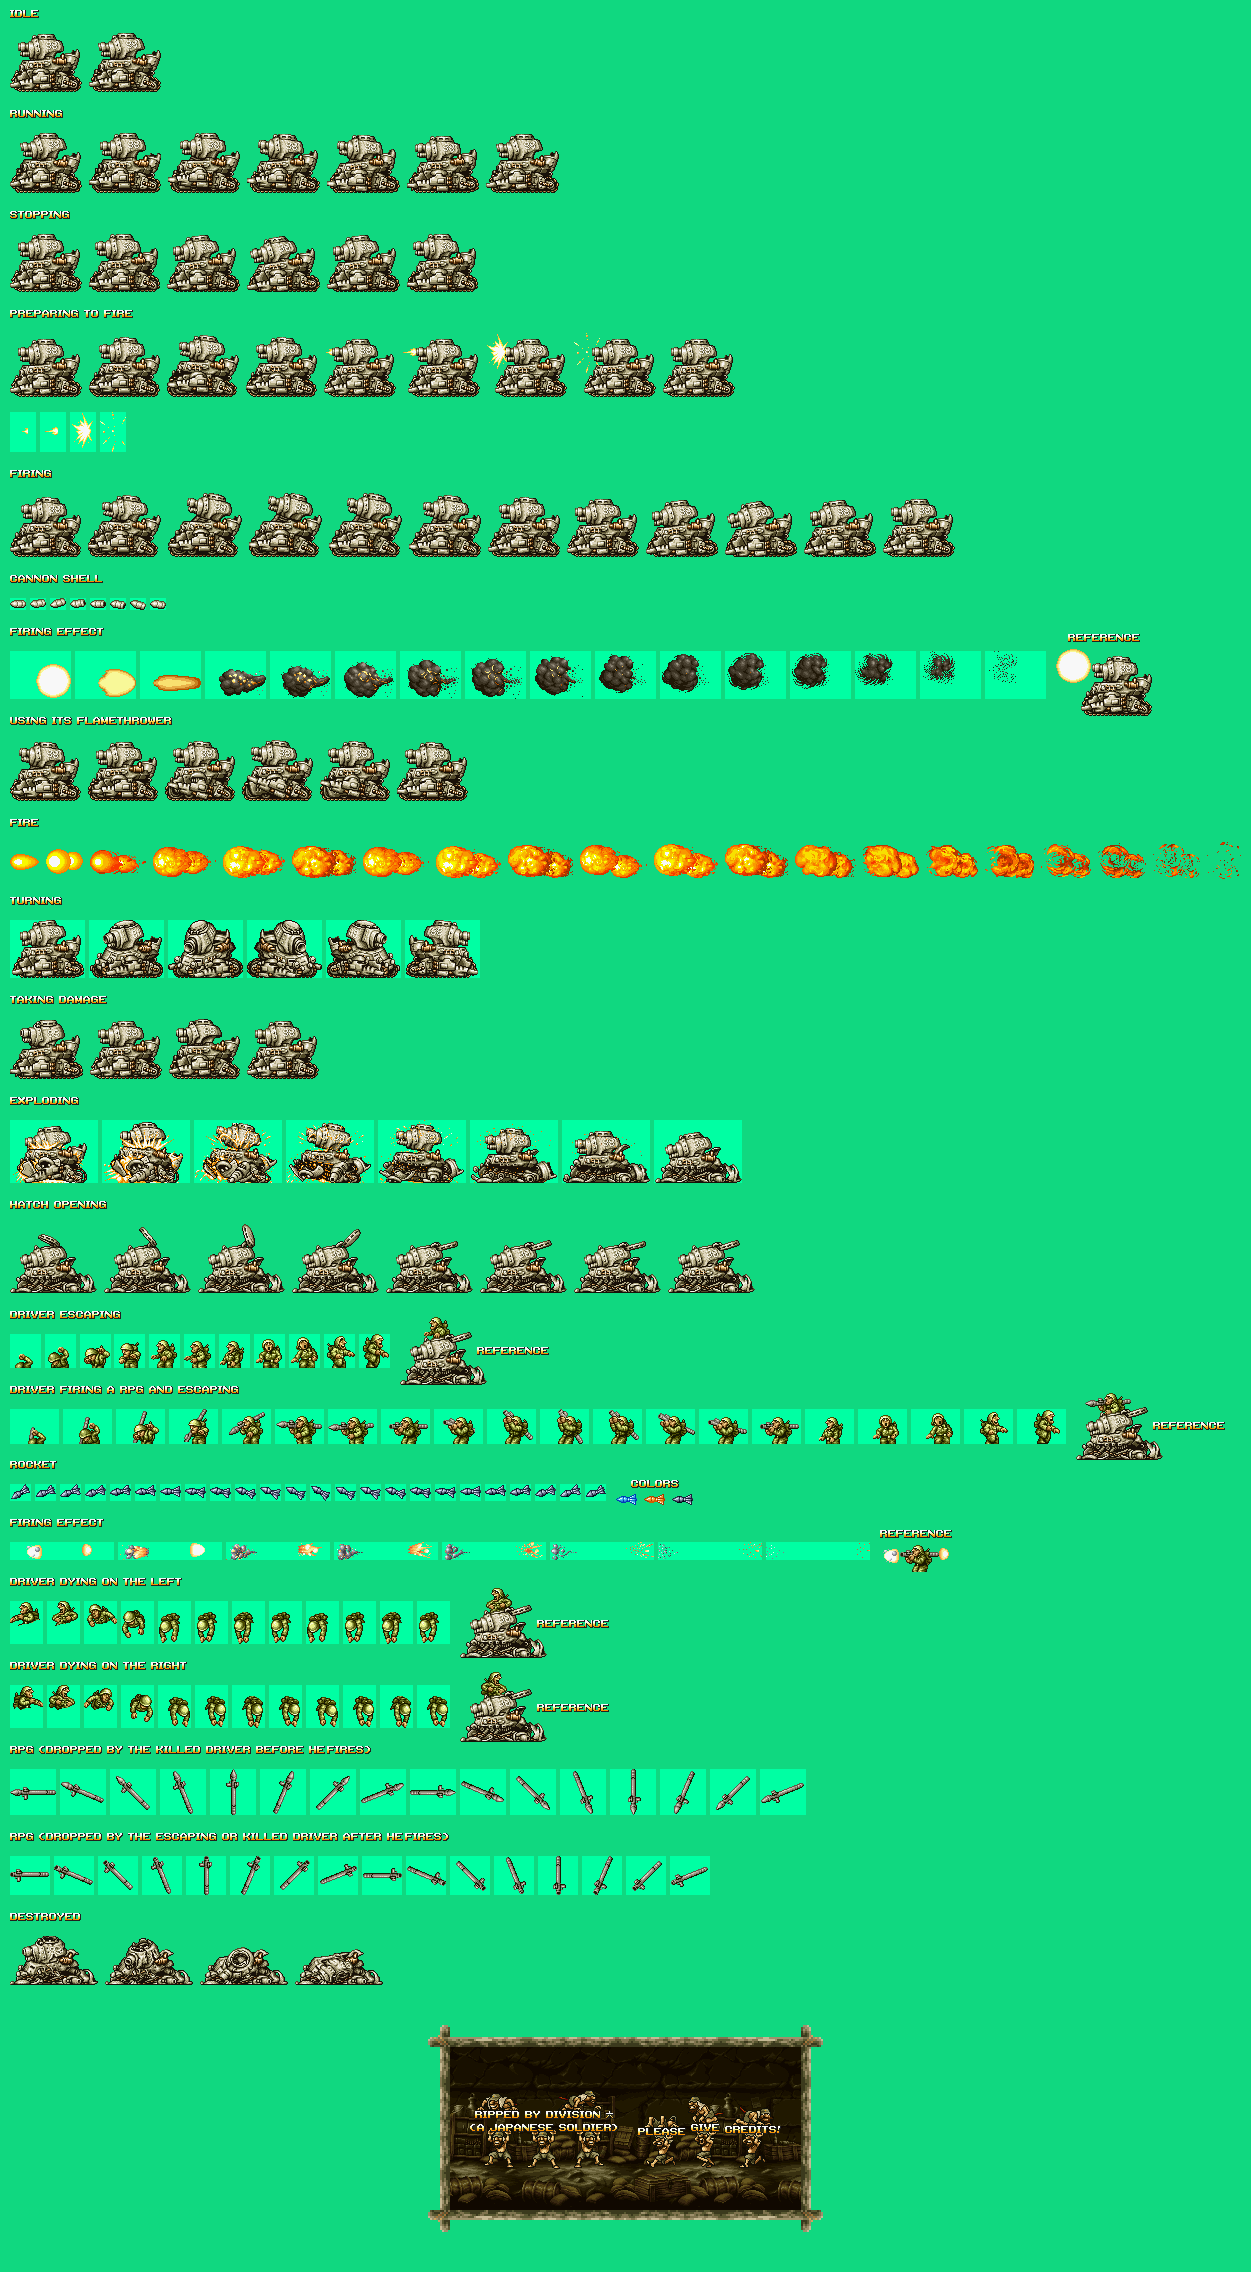 IDLE
RUNNING
STOPPING
PREPARING TO FIRE
FIRING
CANNON SHELL
FIRING EFFECT
REFERENCE
USING ITS FLAMETHROWER
FIRE
TURNING
TAKING DAMAGE
EXPLODING
HATCH OPENING
DRIVER ESCAPING
REFERENCE
DRIVER FIRING A RPG AND ESCAPING
REFERENCE
ROCKET
COLORS
FIRING EFFECT
REFERENCE
DRIVER DYING ON THE LEFT
REFERENCE
DRIVER DYING ON THE RIGHT
REFERENCE
RPG (DROPPED BY THE KILLED DRIVER BEFORE HE FIRES)
RPG (DROPPED BY THE ESCAPING OR KILLED DRIVER AFTER HE FIRES)
DESTROYED
RIPPED BY DIVISION 六
(A JAPANESE SOLDIER)
PLEASE GIVE CREDITS!